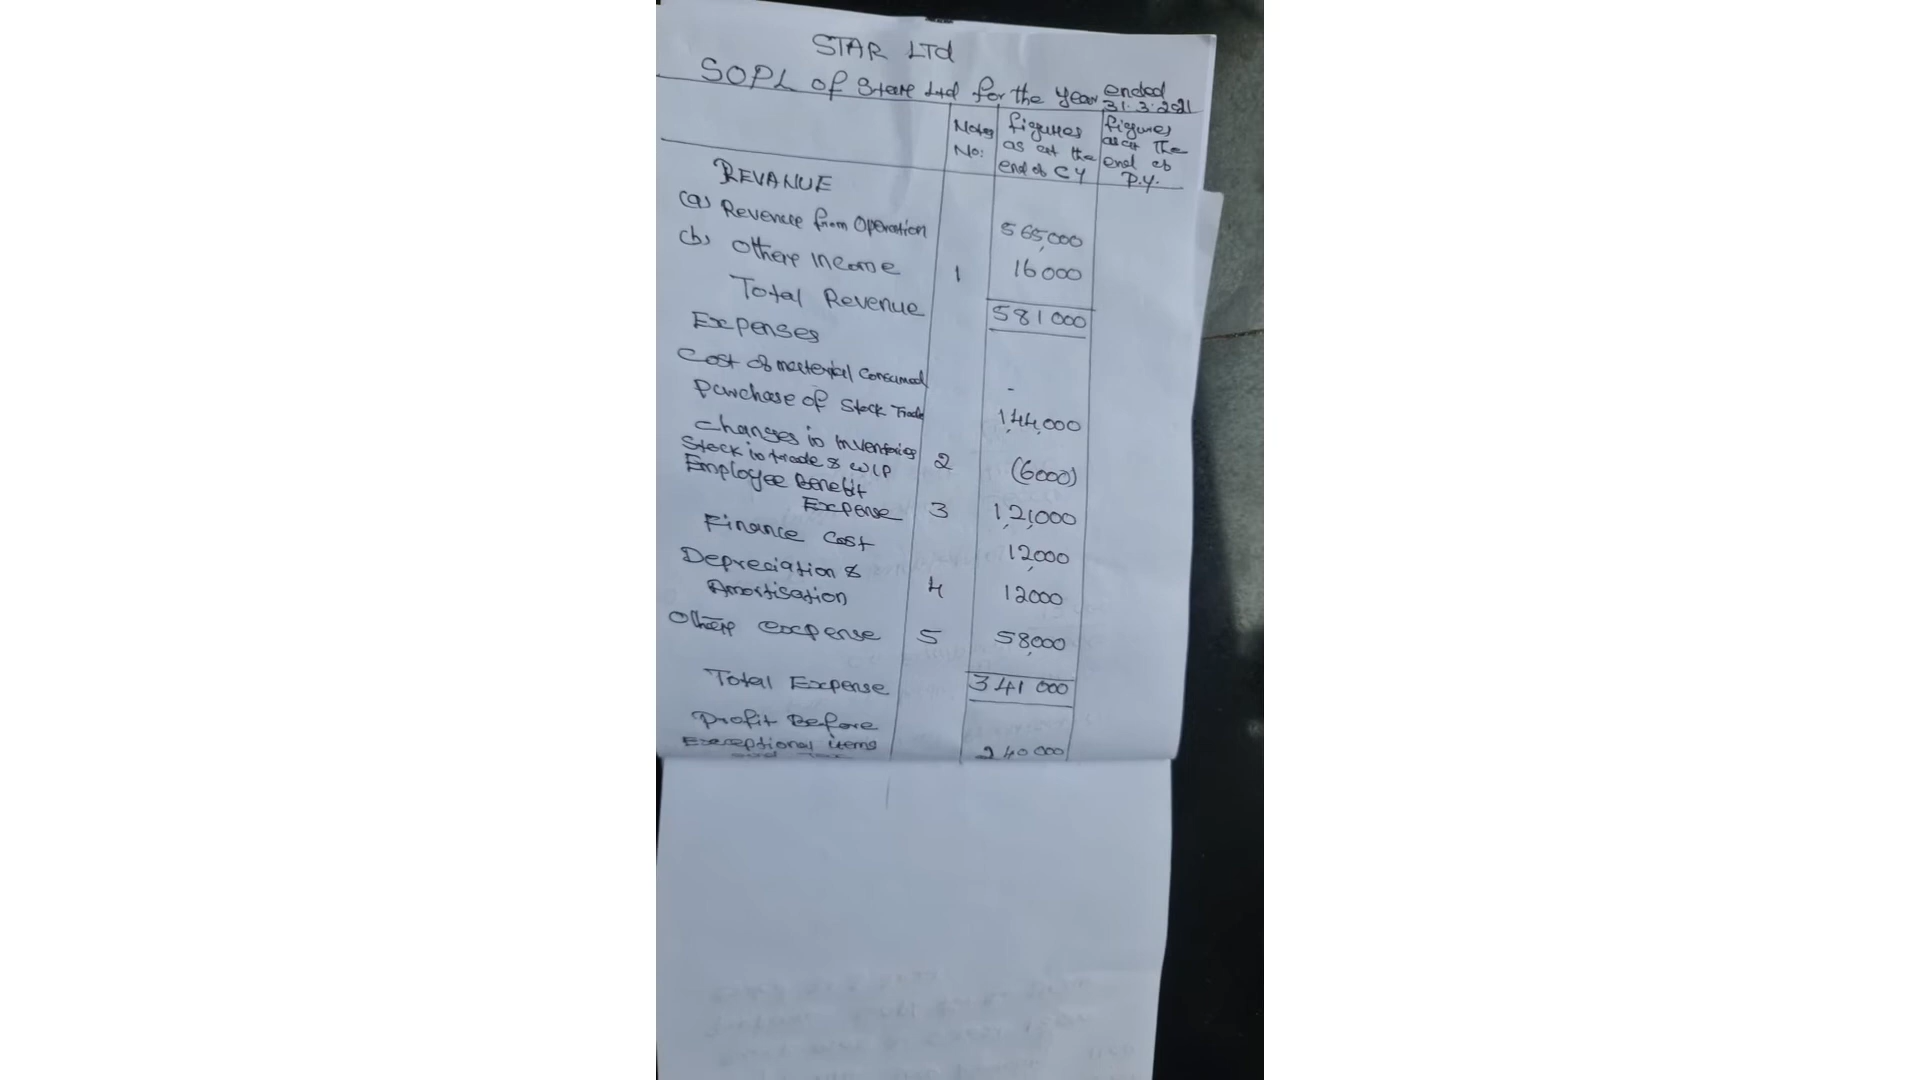 STAR LTd
SOPL of Stare Ltd for the Year ended
31.3.2021
Notes No: figures as at the end of CY figures as at the end of P.Y.
REVANUE
(a) Revenue from Operation 565,000
(b) Othere Income 1 16000
Total Revenue 581000
Expenses
Cost of material Consumed -
Purchase of Stock Trade 1,44,000
Changes in Inventories
Stock in trade & WIP 2 (6000)
Employee Benefit
Expense 3 1,21,000
Finance Cost 12,000
Depreciation &
Amortisation 4 12000
Othere expense 5 58,000
Total Expense 341 000
Profit Before
Exceptional items 240000